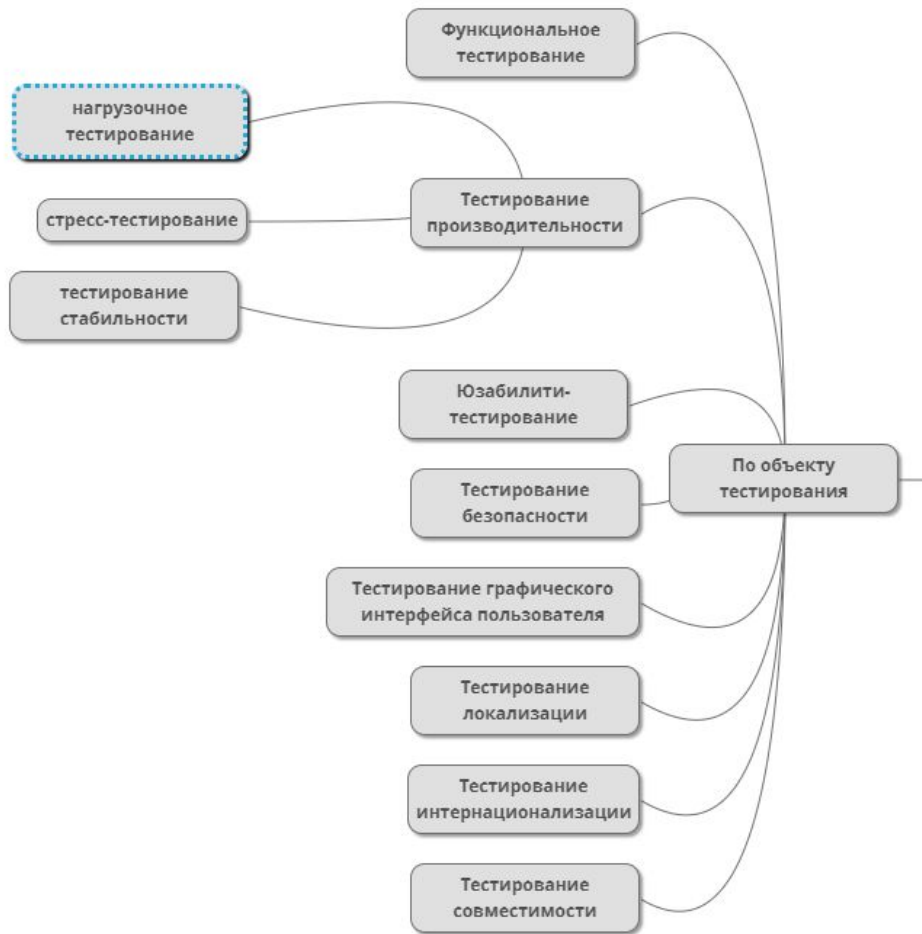 Функциональное
тестирование
нагрузочное
тестирование
Тестирование
производительности
стресс-тестирование
тестирование
стабильности
Юзабилити-
тестирование
По объекту
тестирования
Тестирование
безопасности
Тестирование графического
интерфейса пользователя
Тестирование
локализации
Тестирование
интернационализации
Тестирование
совместимости